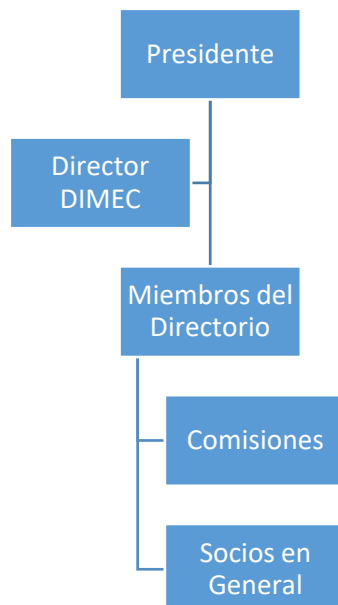 Presidente
Director
DIMEC
Miembros del
Directorio
Comisiones
Socios en
General